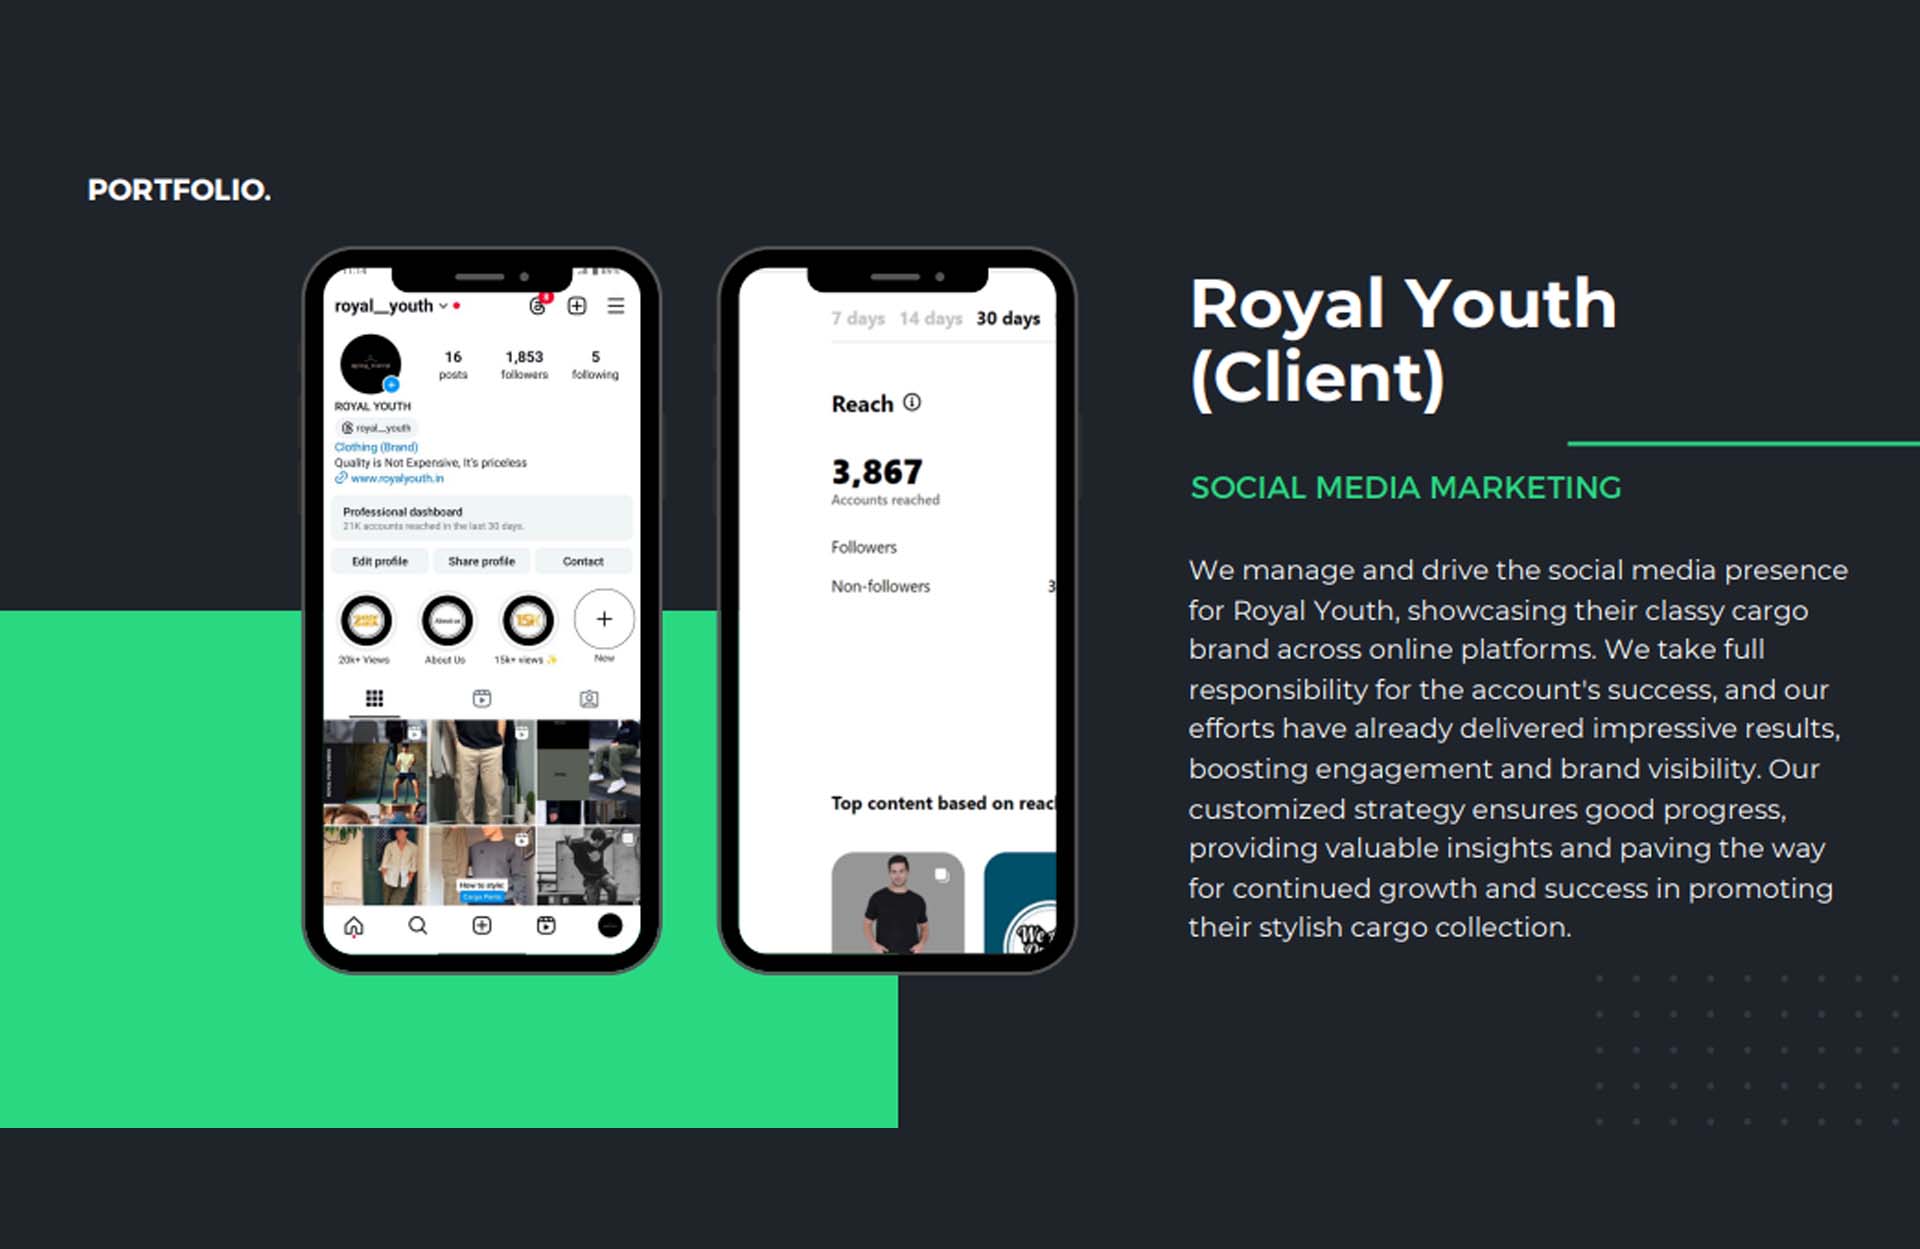 PORTFOLIO.
11:14
royal__youth
16
posts
1,853
followers
5
following
ROYAL YOUTH
royal__youth
Clothing (Brand)
Quality is Not Expensive, It's priceless
www.royalyouth.in
Professional dashboard
21K accounts reached in the last 30 days.
Edit profile
Share profile
Contact
About us
15K
20k+ Views
About Us
15k+ views ✨
New
How to style:
Cargo Pants
7 days 14 days 30 days
Reach
3,867
Accounts reached
Followers
Non-followers
3
Top content based on reac
We
Royal Youth
(Client)
SOCIAL MEDIA MARKETING
We manage and drive the social media presence
for Royal Youth, showcasing their classy cargo
brand across online platforms. We take full
responsibility for the account's success, and our
efforts have already delivered impressive results,
boosting engagement and brand visibility. Our
customized strategy ensures good progress,
providing valuable insights and paving the way
for continued growth and success in promoting
their stylish cargo collection.